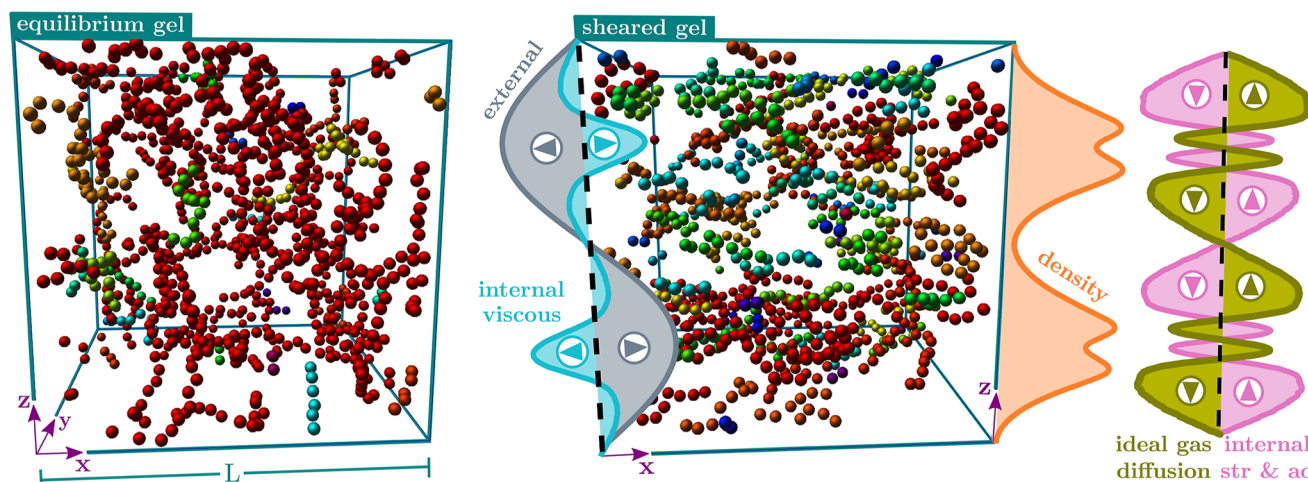 equilibrium gel
z
y
x
L
sheared gel
external
internal
viscous
x
z
density
ideal gas internal
diffusion str & ac